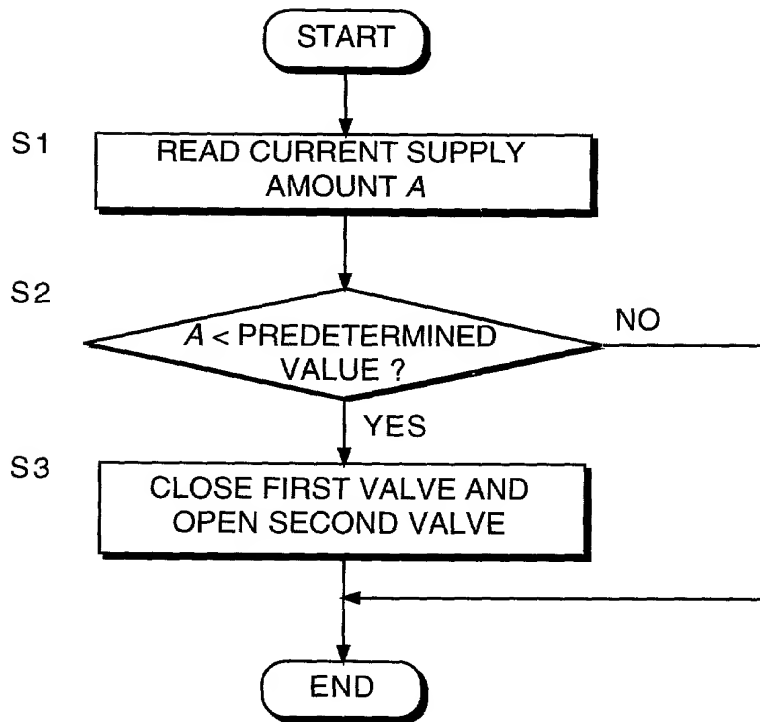 START
S1
READ CURRENT SUPPLY
AMOUNT A
S2
A < PREDETERMINED
VALUE ?
NO
YES
S3
CLOSE FIRST VALVE AND
OPEN SECOND VALVE
END